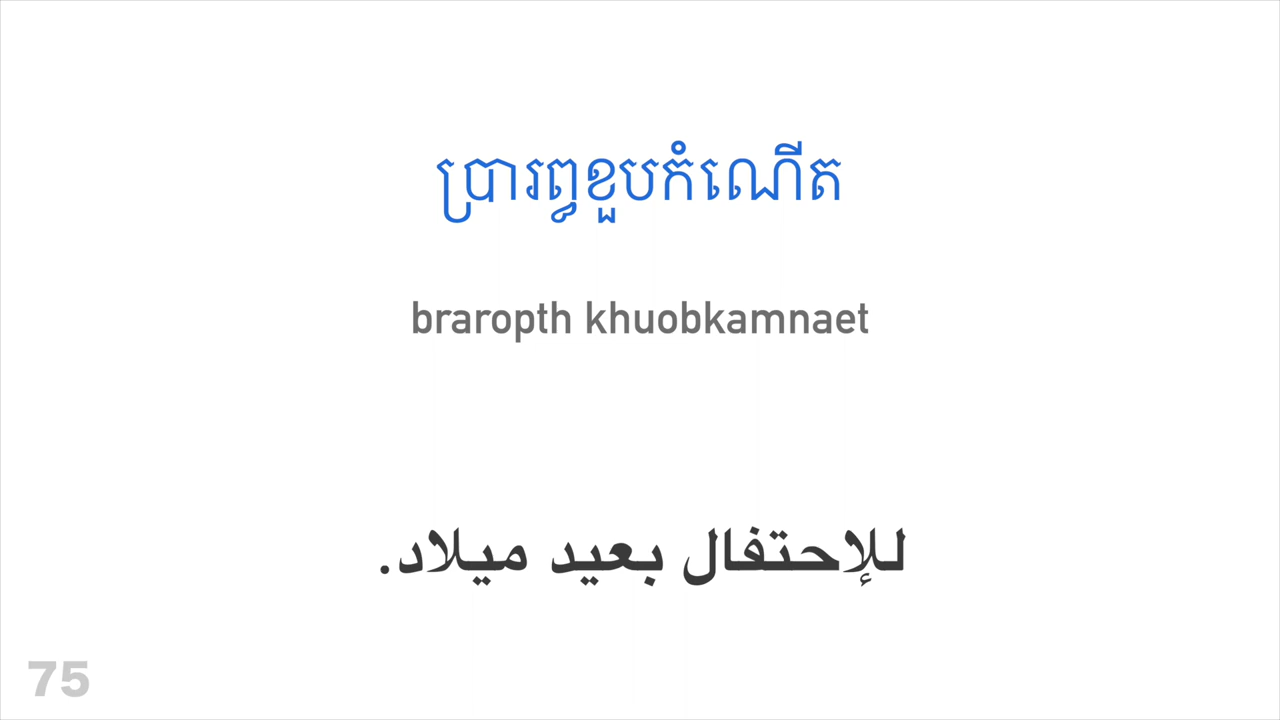 ប្រារព្ធខួបកំណើត
braropth khuobkamnaet
للإحتفال بعيد ميلاد.
75